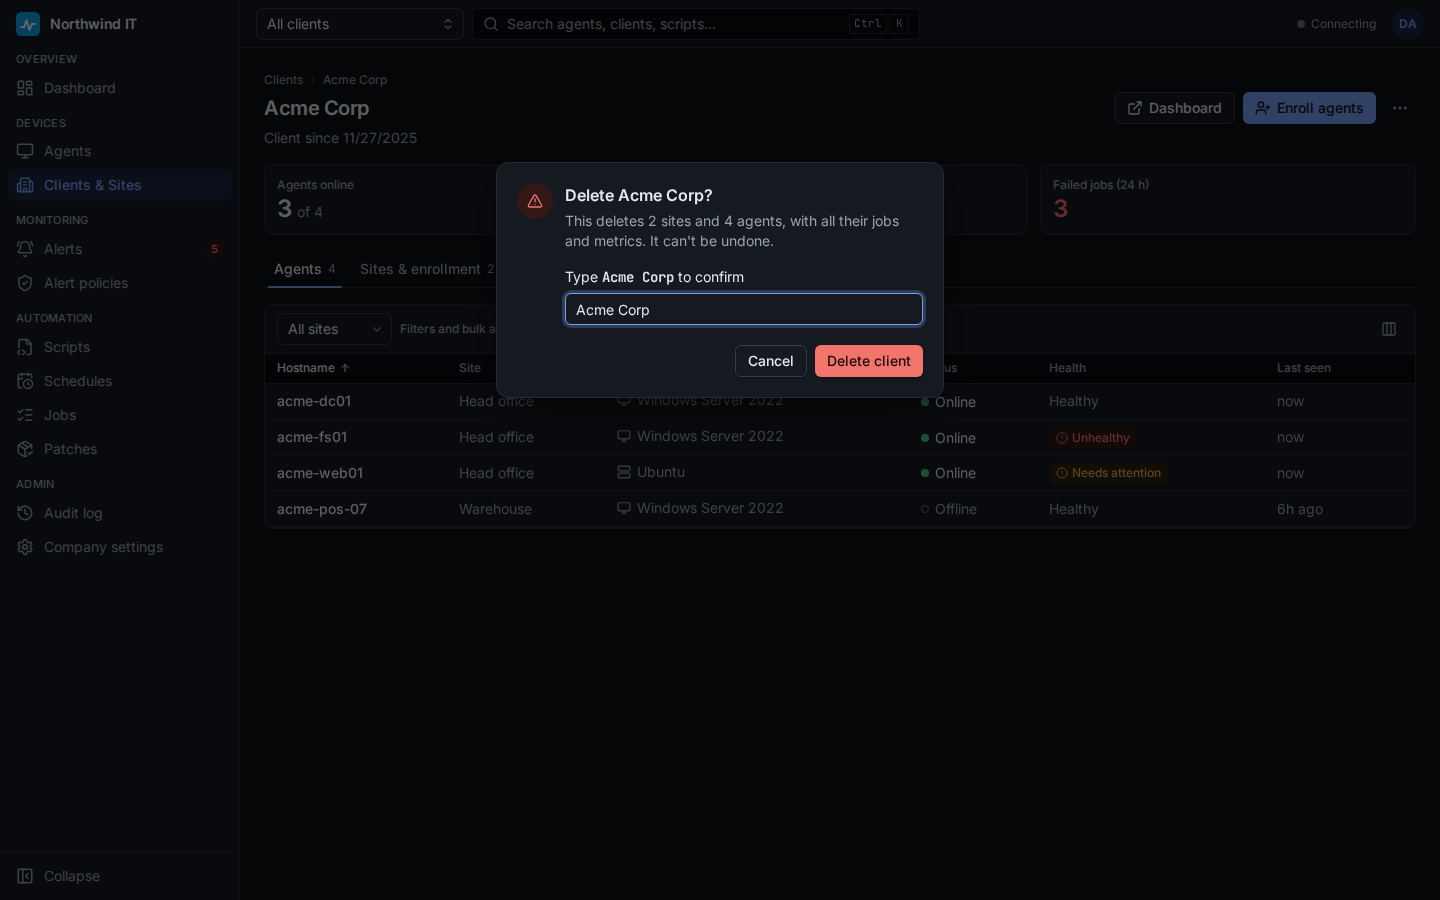 Northwind IT
All clients
Search agents, clients, scripts...
Ctrl K
Connecting
DA
OVERVIEW
Dashboard
DEVICES
Agents
Clients & Sites
MONITORING
Alerts 5
Alert policies
AUTOMATION
Scripts
Schedules
Jobs
Patches
ADMIN
Audit log
Company settings
Collapse
Clients > Acme Corp
Acme Corp
Client since 11/27/2025
Dashboard
Enroll agents
Agents online
3 of 4
Failed jobs (24 h)
3
Agents 4
Sites & enrollment 2
All sites
Filters and bulk a
Delete Acme Corp?
This deletes 2 sites and 4 agents, with all their jobs
and metrics. It can't be undone.
Type Acme Corp to confirm
Acme Corp
Cancel
Delete client
Hostname ↑ Site Health Last seen
acme-dc01 Head office Windows Server 2022 Online Healthy now
acme-fs01 Head office Windows Server 2022 Online Unhealthy now
acme-web01 Head office Ubuntu Online Needs attention now
acme-pos-07 Warehouse Windows Server 2022 Offline Healthy 6h ago